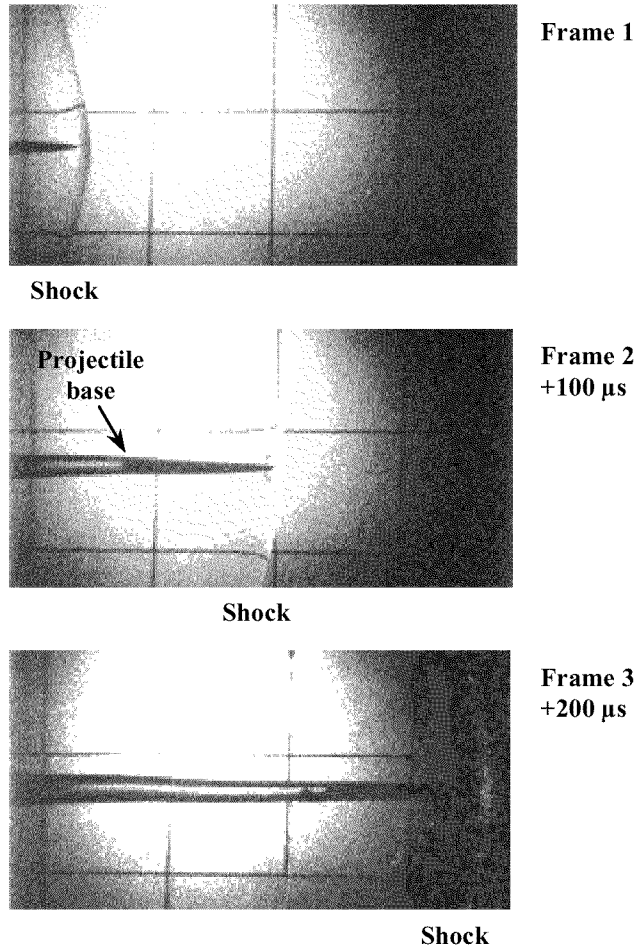 Frame 1
Shock
Projectile
base
Frame 2
+100 µs
Shock
Frame 3
+200 µs
Shock